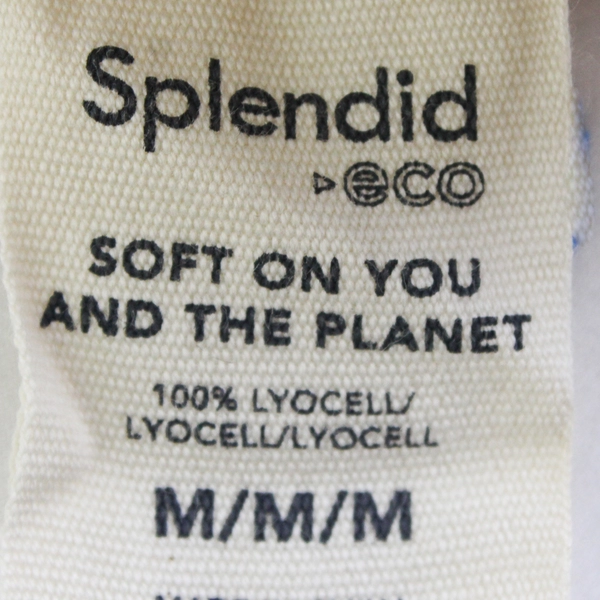 Splendid
eco
SOFT ON YOU
AND THE PLANET
100% LYOCELL/
LYOCELL/LYOCELL
M/M/M